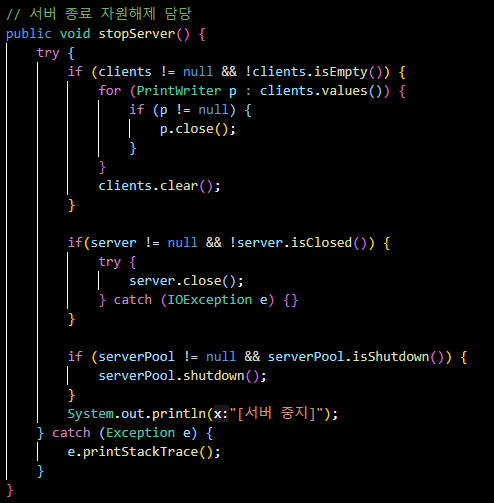 // 서버 종료 자원해제 담당
public void stopServer() {
    try {
        if (clients != null && !clients.isEmpty()) {
            for (PrintWriter p : clients.values()) {
                if (p != null) {
                    p.close();
                }
            }
            clients.clear();
        }

        if(server != null && !server.isClosed()) {
            try {
                server.close();
            } catch (IOException e) {}
        }

        if (serverPool != null && serverPool.isShutdown()) {
            serverPool.shutdown();
        }
        System.out.println(x:"[서버 중지]");
    } catch (Exception e) {
        e.printStackTrace();
    }
}